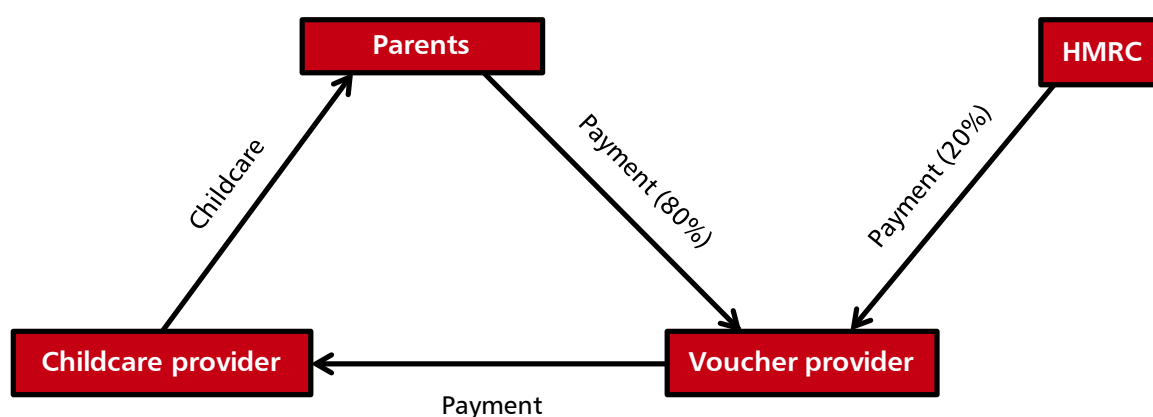 Parents
HMRC
Childcare
Payment (80%)
Payment (20%)
Childcare provider
Voucher provider
Payment